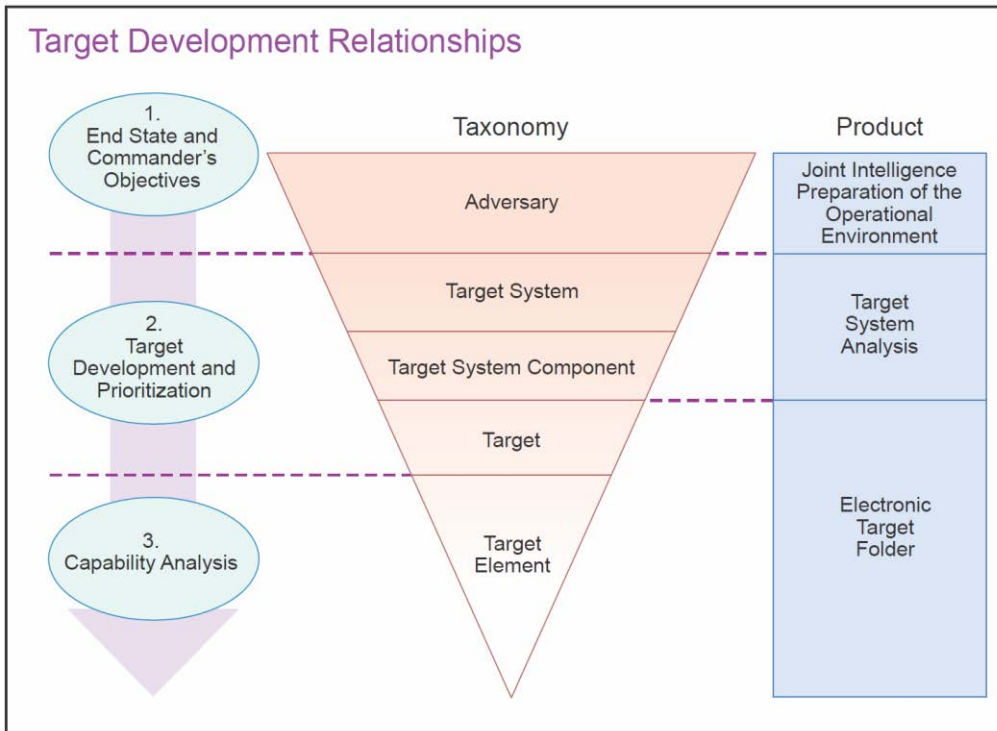 Target Development Relationships
1.
End State and
Commander's
Objectives
2.
Target
Development and
Prioritization
3.
Capability Analysis
Taxonomy
Adversary
Target System
Target System Component
Target
Target
Element
Product
Joint Intelligence
Preparation of the
Operational
Environment
Target
System
Analysis
Electronic
Target
Folder